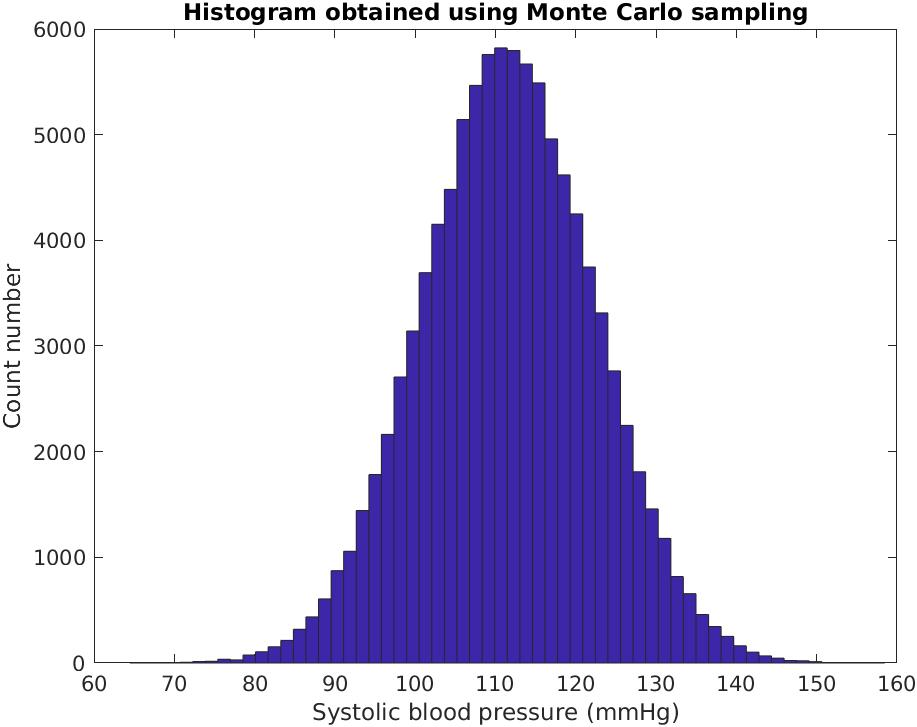 Histogram obtained using Monte Carlo sampling
6000
5000
4000
3000
2000
1000
0
Count number
60 70 80 90 100 110 120 130 140 150 160
Systolic blood pressure (mmHg)